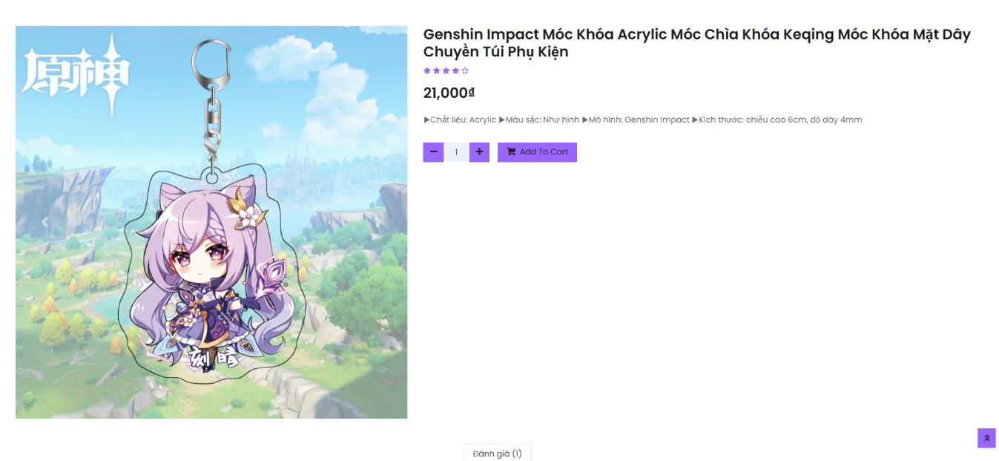 原神
刻晴
Genshin Impact Móc Khóa Acrylic Móc Chìa Khóa Keqing Móc Khóa Mặt Dây
Chuyền Túi Phụ Kiện
21,000₫
▶Chất liệu: Acrylic ▶Màu sắc: Như hình ▶Mô hình: Genshin Impact ▶Kích thước: chiều cao 6cm, độ dày 4mm
1
Add To Cart
Đánh giá (1)